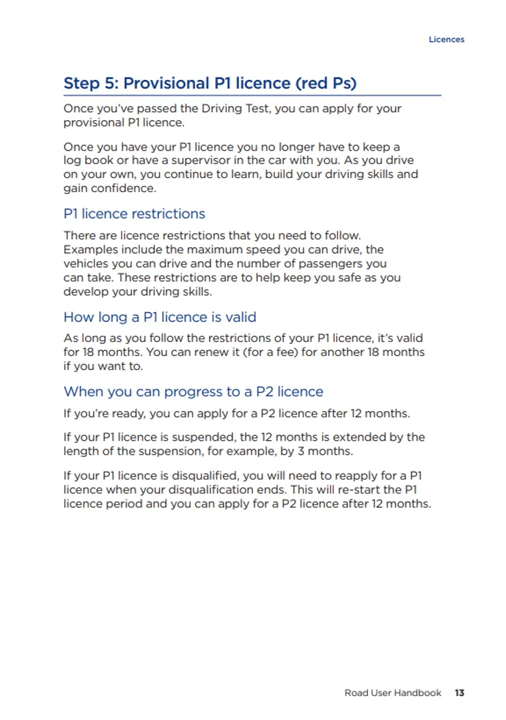 Licences
Step 5: Provisional P1 licence (red Ps)
Once you’ve passed the Driving Test, you can apply for your
provisional P1 licence.
Once you have your P1 licence you no longer have to keep a
log book or have a supervisor in the car with you. As you drive
on your own, you continue to learn, build your driving skills and
gain confidence.
P1 licence restrictions
There are licence restrictions that you need to follow.
Examples include the maximum speed you can drive, the
vehicles you can drive and the number of passengers you
can take. These restrictions are to help keep you safe as you
develop your driving skills.
How long a P1 licence is valid
As long as you follow the restrictions of your P1 licence, it’s valid
for 18 months. You can renew it (for a fee) for another 18 months
if you want to.
When you can progress to a P2 licence
If you’re ready, you can apply for a P2 licence after 12 months.
If your P1 licence is suspended, the 12 months is extended by the
length of the suspension, for example, by 3 months.
If your P1 licence is disqualified, you will need to reapply for a P1
licence when your disqualification ends. This will re-start the P1
licence period and you can apply for a P2 licence after 12 months.
Road User Handbook 13